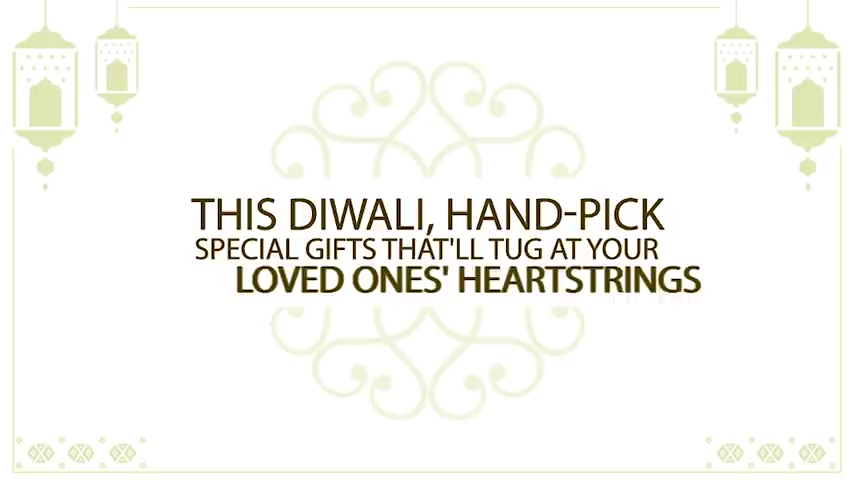 THIS DIWALI, HAND-PICK
SPECIAL GIFTS THAT'LL TUG AT YOUR
LOVED ONES' HEARTSTRINGS